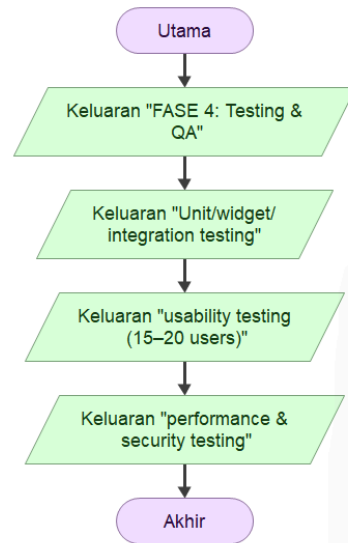 Utama
Keluaran "FASE 4: Testing &
QA"
Keluaran "Unit/widget/
integration testing"
Keluaran "usability testing
(15–20 users)"
Keluaran "performance &
security testing"
Akhir